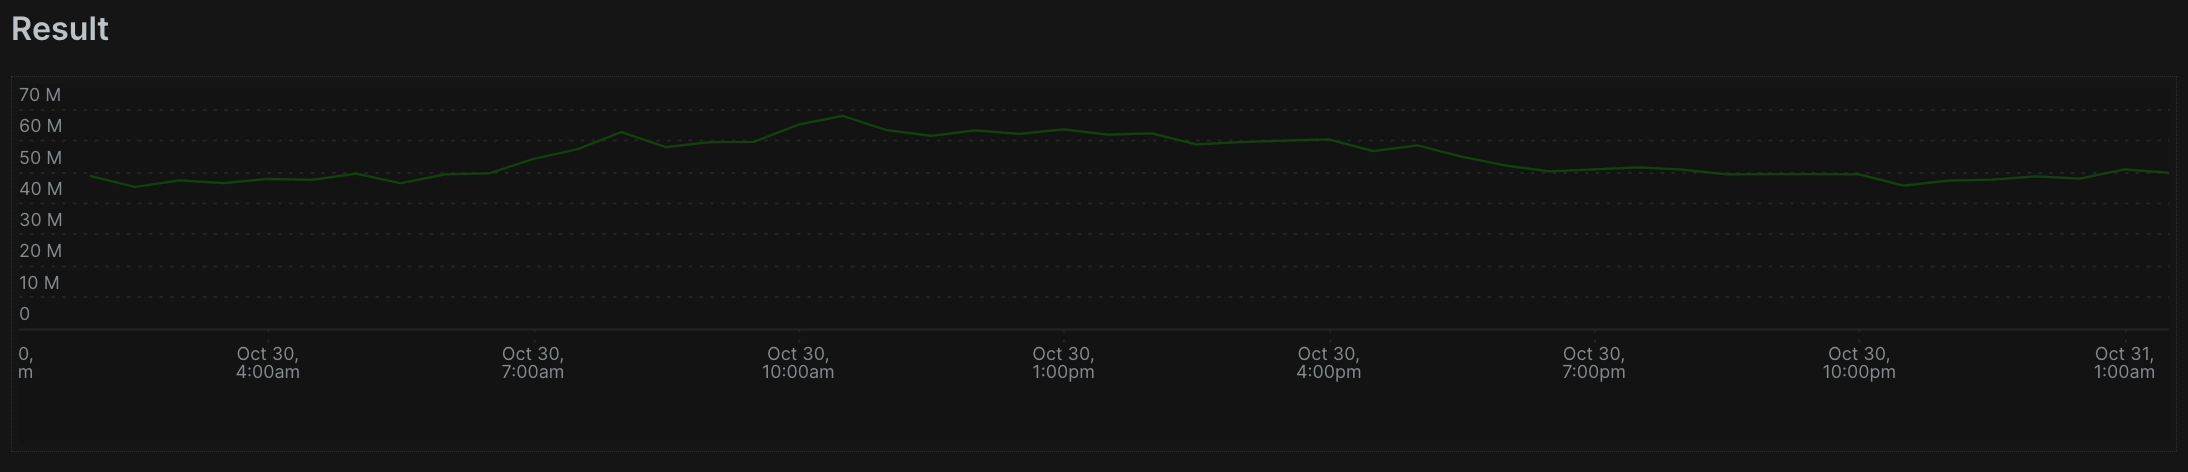 Result
70 M
60 M
50 M
40 M
30 M
20 M
10 M
0
0, Oct 30, Oct 30, Oct 30, Oct 30, Oct 30, Oct 30, Oct 30, Oct 31,
m 4:00am 7:00am 10:00am 1:00pm 4:00pm 7:00pm 10:00pm 1:00am